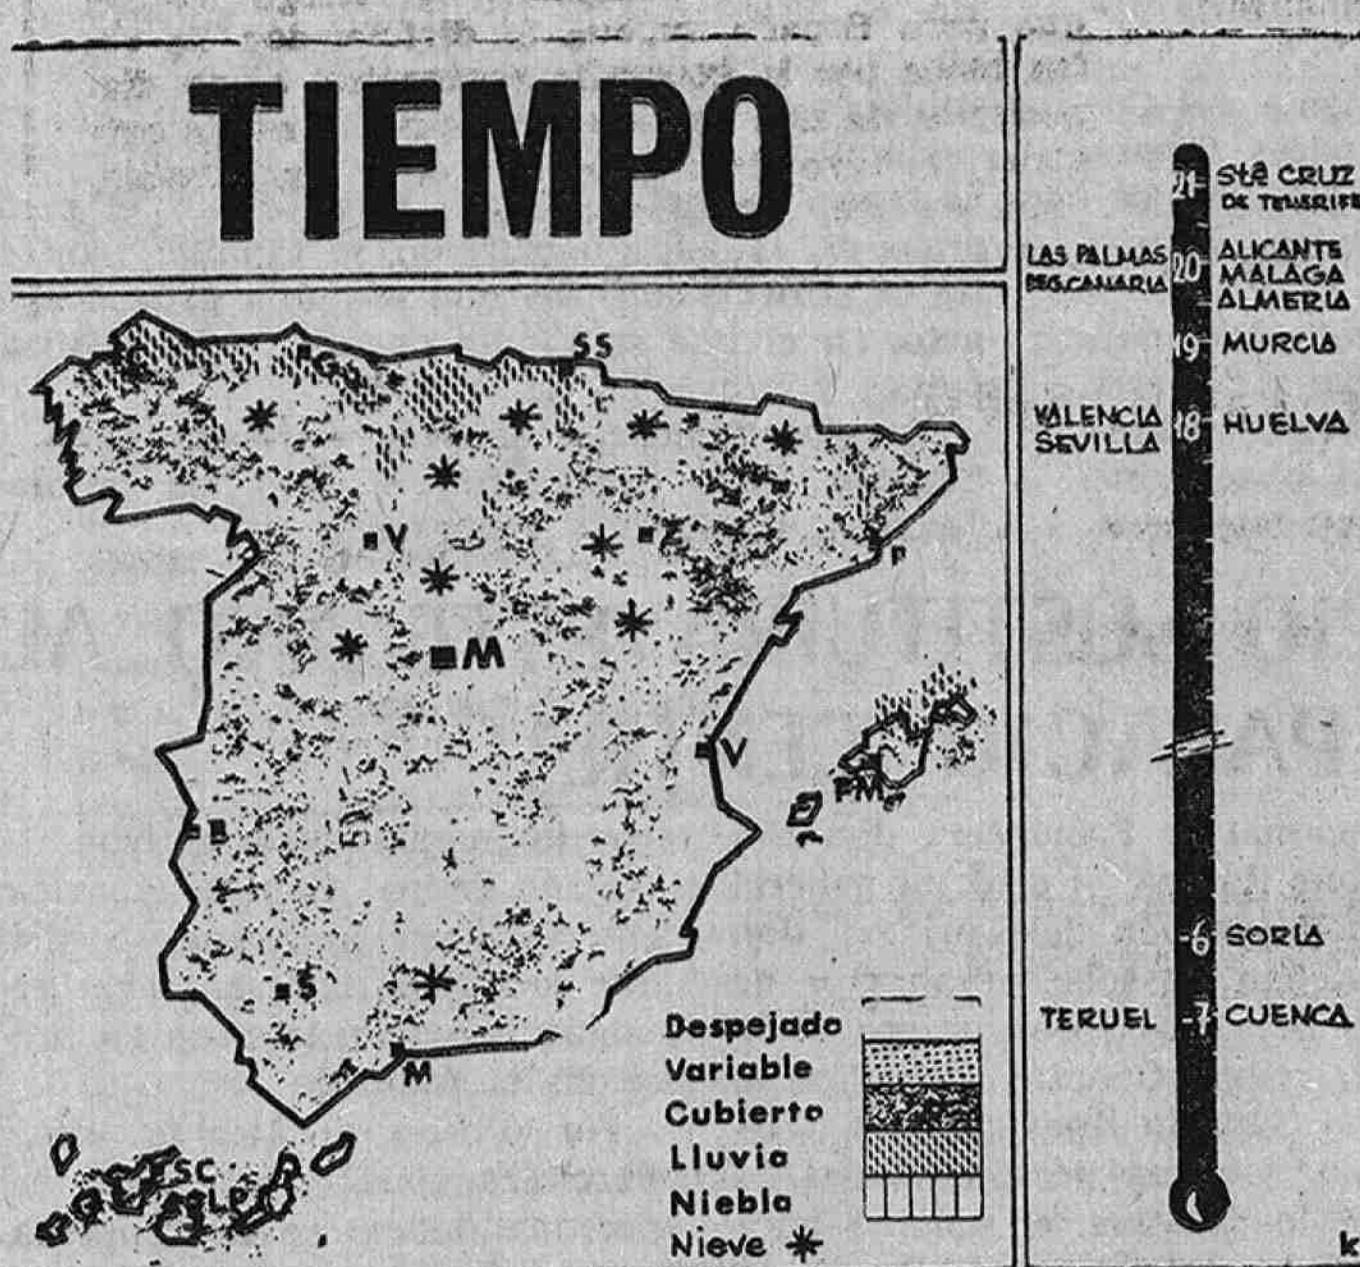 TIEMPO
C
G
SS
V
Z
M
V
PM
B
S
M
SC
LP
Despejado
Variable
Cubierto
Lluvia
Niebla
Nieve
21 Stª CRUZ
DE TENERIFE
LAS PALMAS 20 ALICANTE
DE G. CANARIA MALAGA
ALMERIA
19 MURCIA
VALENCIA 18 HUELVA
SEVILLA
-6 SORIA
TERUEL -7 CUENCA